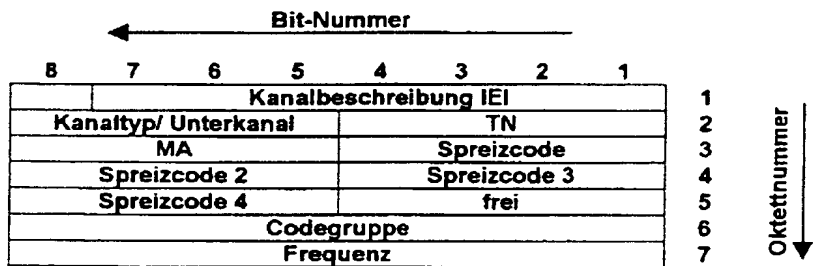 Bit-Nummer
8 7 6 5 4 3 2 1
Kanalbeschreibung IEI 1
Kanaltyp/ Unterkanal TN 2
MA Spreizcode 3
Spreizcode 2 Spreizcode 3 4
Spreizcode 4 frei 5
Codegruppe 6
Frequenz 7
Oktettnummer